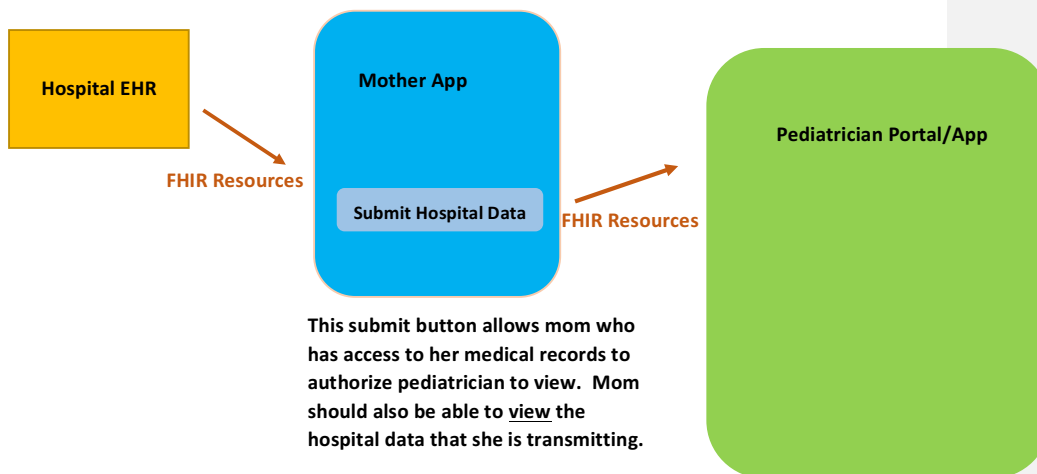 Hospital EHR
FHIR Resources
Mother App
Submit Hospital Data
This submit button allows mom who
has access to her medical records to
authorize pediatrician to view.  Mom
should also be able to view the
hospital data that she is transmitting.
FHIR Resources
Pediatrician Portal/App